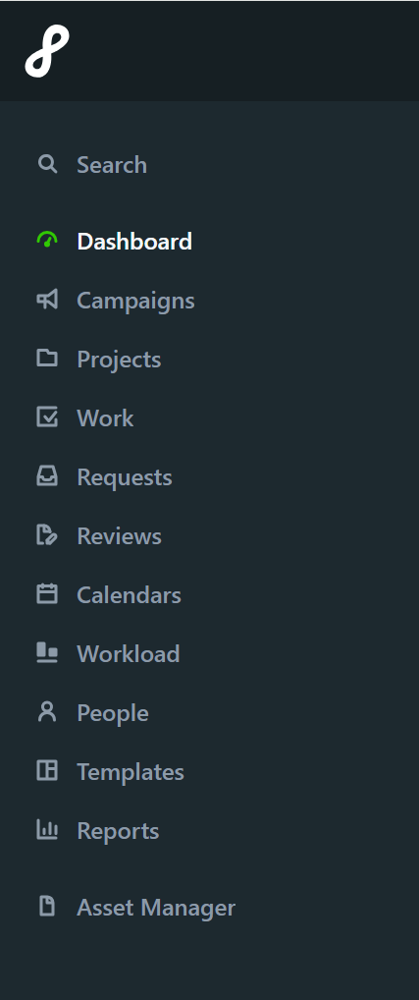 Search
Dashboard
Campaigns
Projects
Work
Requests
Reviews
Calendars
Workload
People
Templates
Reports
Asset Manager